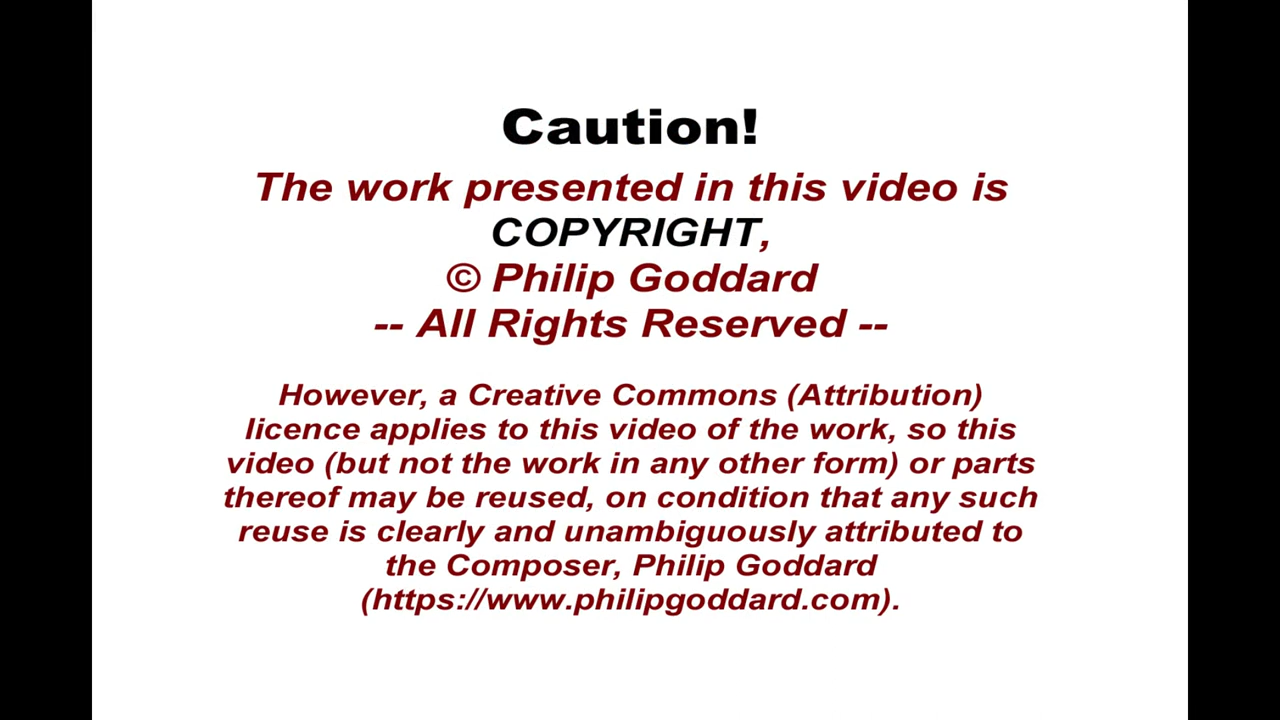 Caution!
The work presented in this video is
COPYRIGHT,
© Philip Goddard
-- All Rights Reserved --
However, a Creative Commons (Attribution)
licence applies to this video of the work, so this
video (but not the work in any other form) or parts
thereof may be reused, on condition that any such
reuse is clearly and unambiguously attributed to
the Composer, Philip Goddard
(https://www.philipgoddard.com).